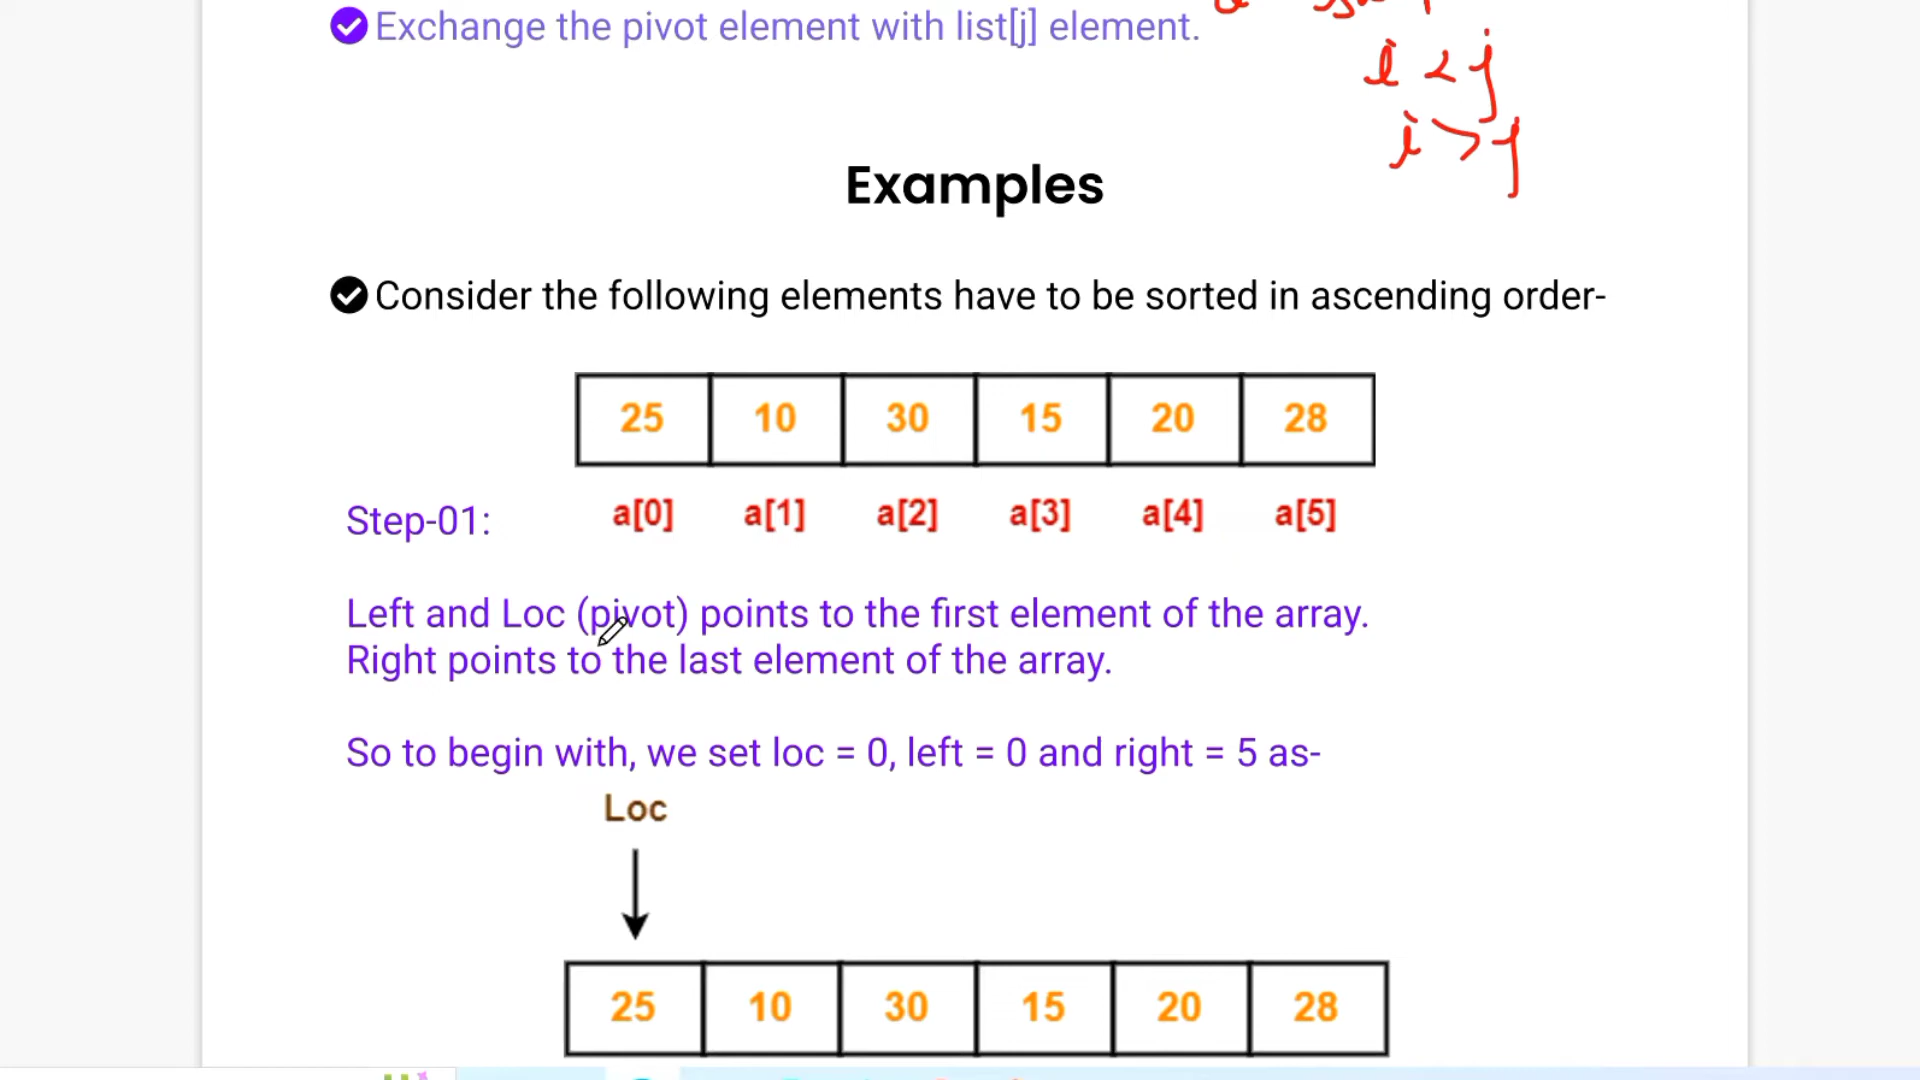 Exchange the pivot element with list[j] element.
i < j
i > j
Examples
Consider the following elements have to be sorted in ascending order-
25 10 30 15 20 28
Step-01: a[0] a[1] a[2] a[3] a[4] a[5]
Left and Loc (pivot) points to the first element of the array.
Right points to the last element of the array.
So to begin with, we set loc = 0, left = 0 and right = 5 as-
Loc
25 10 30 15 20 28